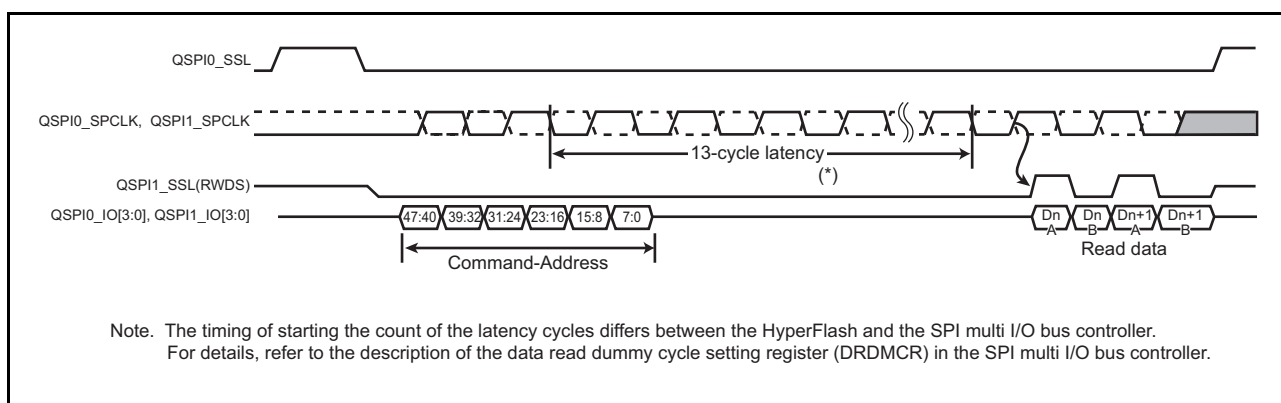 QSPI0_SSL
QSPI0_SPCLK, QSPI1_SPCLK
13-cycle latency
(*)
QSPI1_SSL(RWDS)
QSPI0_IO[3:0], QSPI1_IO[3:0]
47:40 39:32 31:24 23:16 15:8 7:0
Dn A Dn B Dn+1 A Dn+1 B
Command-Address
Read data
Note. The timing of starting the count of the latency cycles differs between the HyperFlash and the SPI multi I/O bus controller.
For details, refer to the description of the data read dummy cycle setting register (DRDMCR) in the SPI multi I/O bus controller.